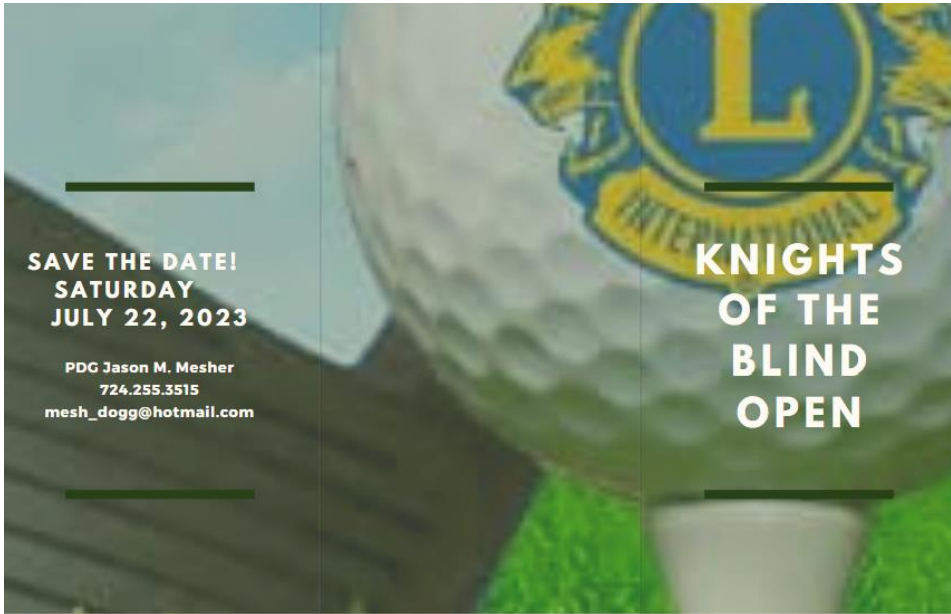 SAVE THE DATE!
SATURDAY
JULY 22, 2023
PDG Jason M. Mesher
724.255.3515
mesh_dogg@hotmail.com
L
INTERNATIONAL
KNIGHTS
OF THE
BLIND
OPEN